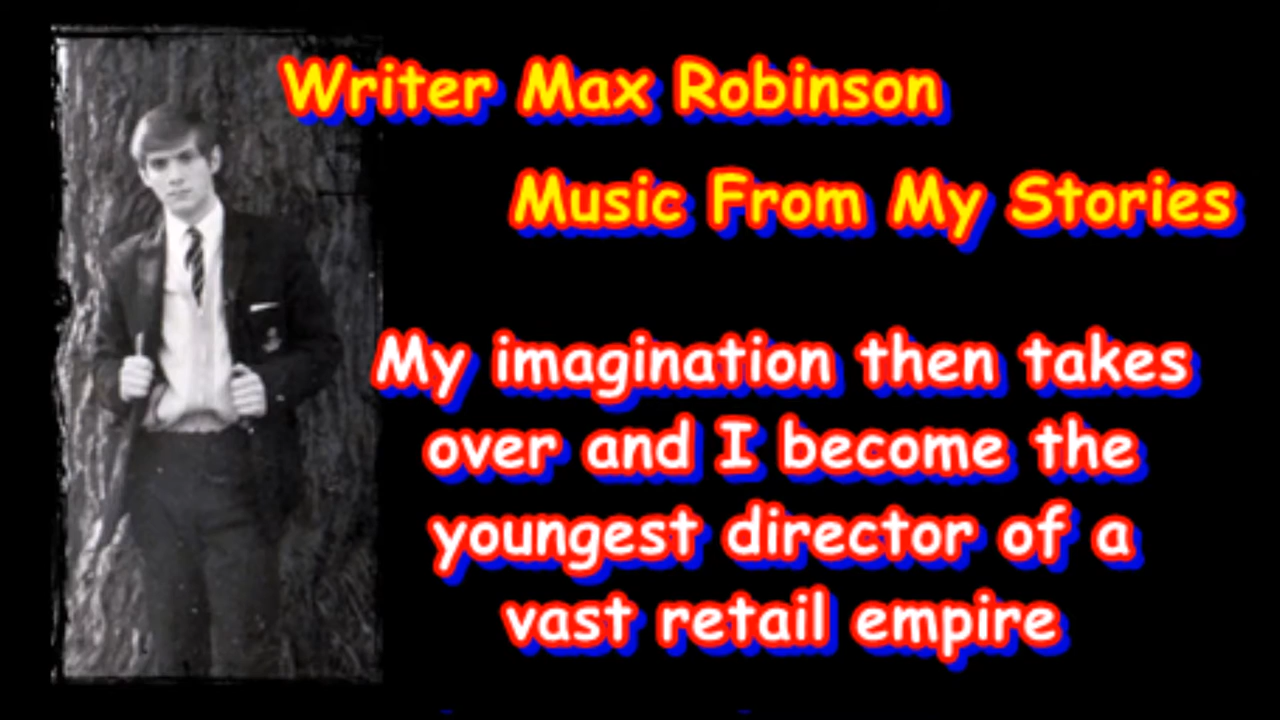 Writer Max Robinson
Music From My Stories
My imagination then takes
over and I become the
youngest director of a
vast retail empire